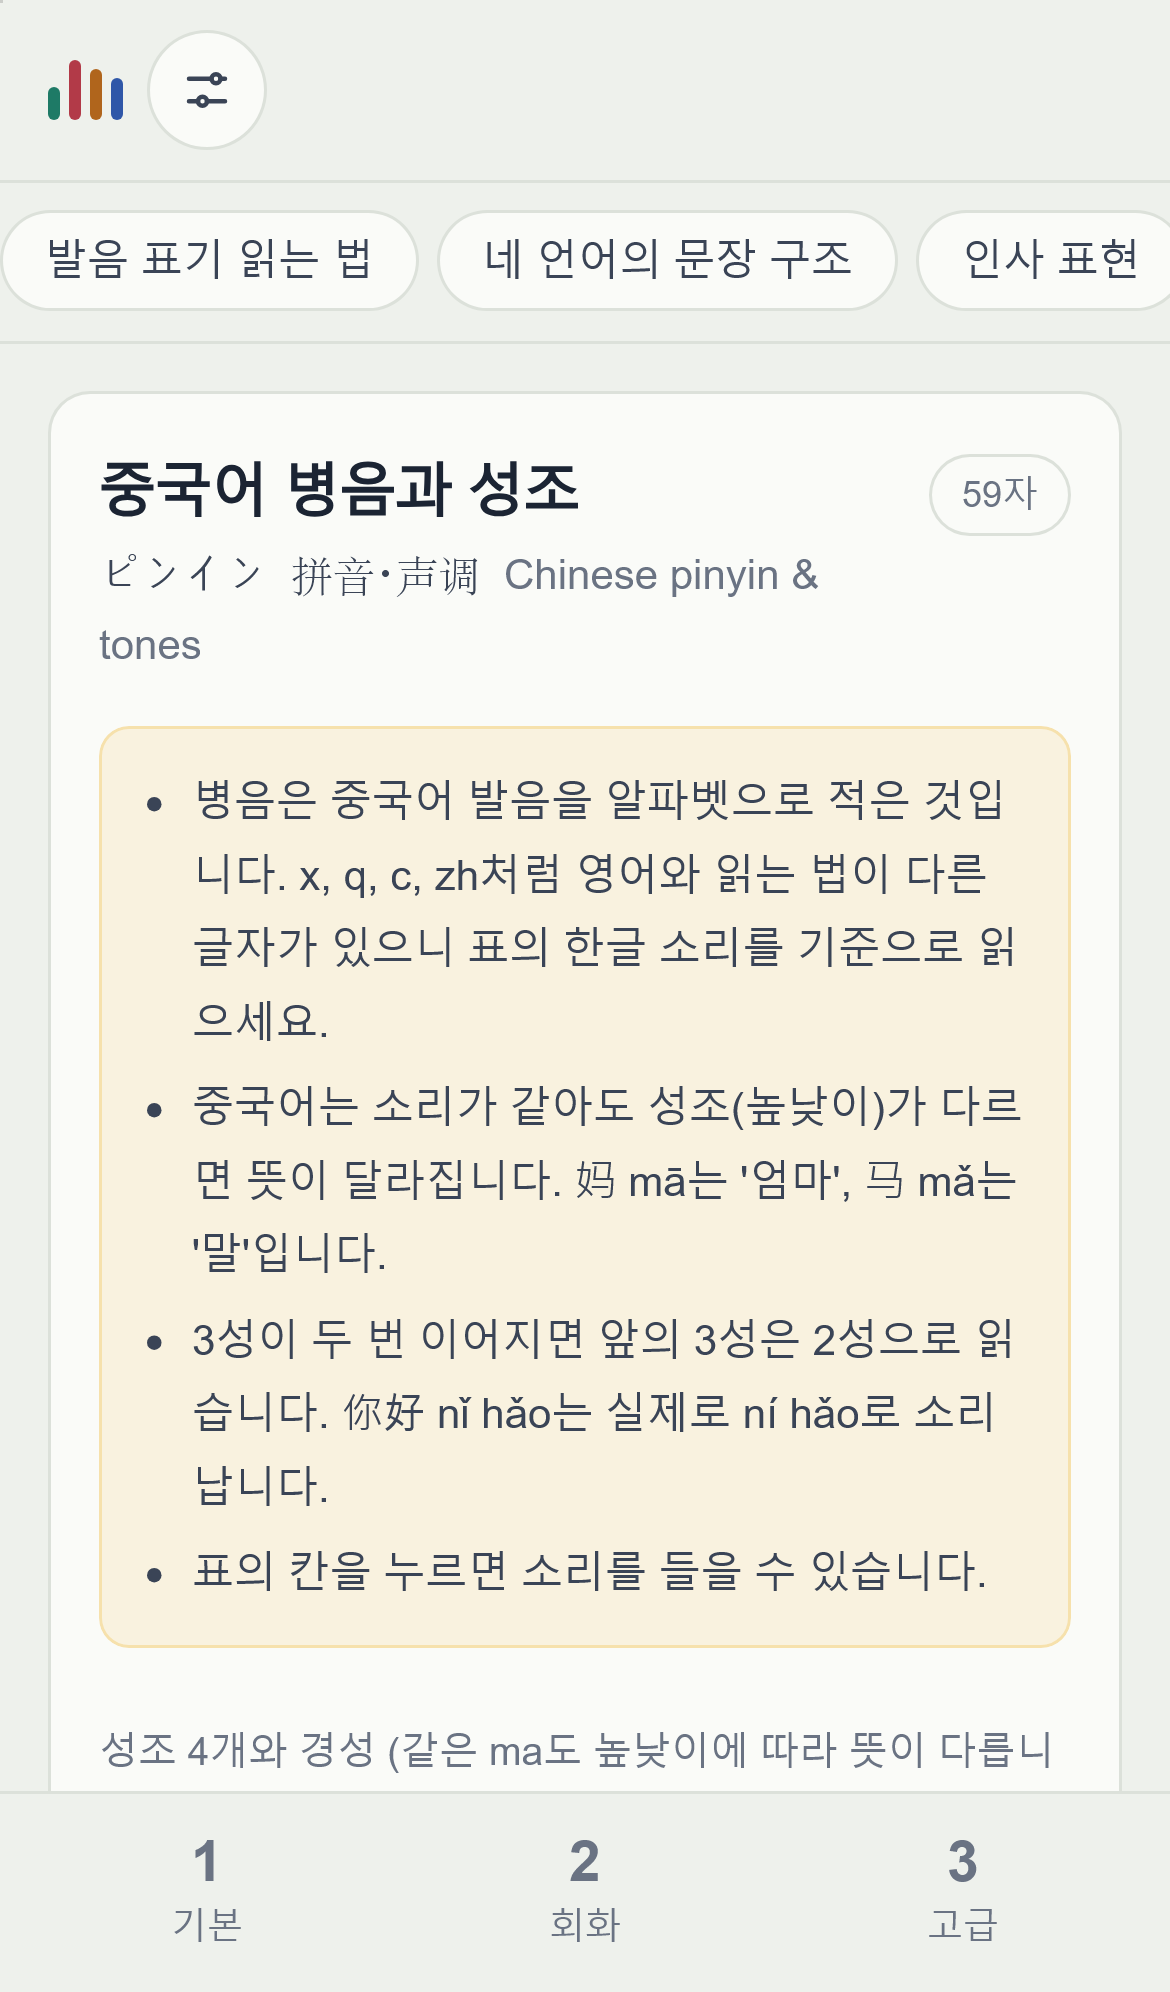 발음 표기 읽는 법
네 언어의 문장 구조
인사 표현
중국어 병음과 성조
59자
ピンイン 拼音·声调 Chinese pinyin &
tones
병음은 중국어 발음을 알파벳으로 적은 것입
니다. x, q, c, zh처럼 영어와 읽는 법이 다른
글자가 있으니 표의 한글 소리를 기준으로 읽
으세요.
중국어는 소리가 같아도 성조(높낮이)가 다르
면 뜻이 달라집니다. 妈 mā는 '엄마', 马 mǎ는
'말'입니다.
3성이 두 번 이어지면 앞의 3성은 2성으로 읽
습니다. 你好 nǐ hǎo는 실제로 ní hǎo로 소리
납니다.
표의 칸을 누르면 소리를 들을 수 있습니다.
성조 4개와 경성 (같은 ma도 높낮이에 따라 뜻이 다릅니
1
기본
2
회화
3
고급